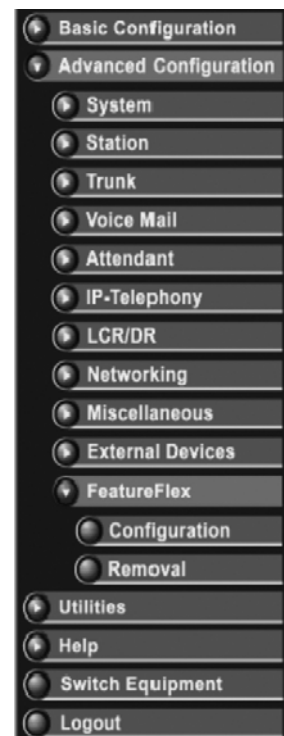 Basic Configuration
Advanced Configuration
System
Station
Trunk
Voice Mail
Attendant
IP-Telephony
LCR/DR
Networking
Miscellaneous
External Devices
FeatureFlex
Configuration
Removal
Utilities
Help
Switch Equipment
Logout